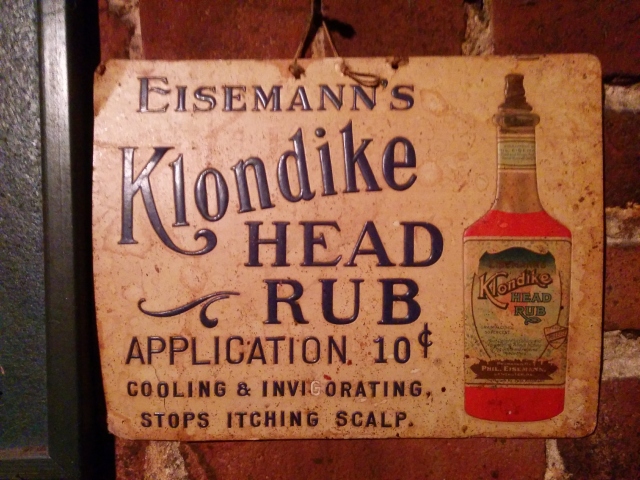 EISEMANN'S
Klondike
HEAD
RUB
APPLICATION. 10¢
COOLING & INVIGORATING,
STOPS ITCHING SCALP.
Klondike
HEAD
RUB
PHIL. EISEMANN,